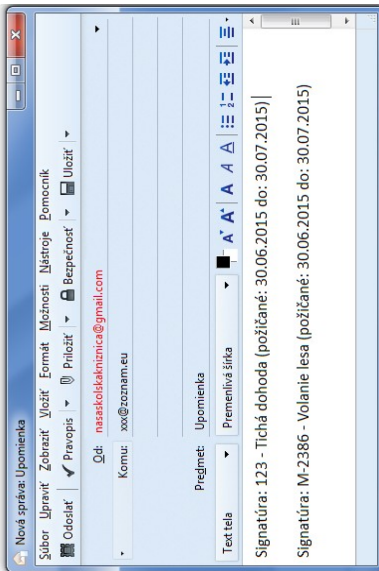 Nová správa: Upomienka
Súbor Upraviť Zobraziť Vložiť Formát Možnosti Nástroje Pomocník
Odoslať Pravopis Priložiť Bezpečnosť Uložiť
Od: nasaskolskakniznica@gmail.com
Komu: xxx@zoznam.eu
Predmet: Upomienka
Text tela Premenlivá šírka
Signatúra: 123 - Tichá dohoda (požičané: 30.06.2015 do: 30.07.2015)
Signatúra: M-2386 - Volanie lesa (požičané: 30.06.2015 do: 30.07.2015)